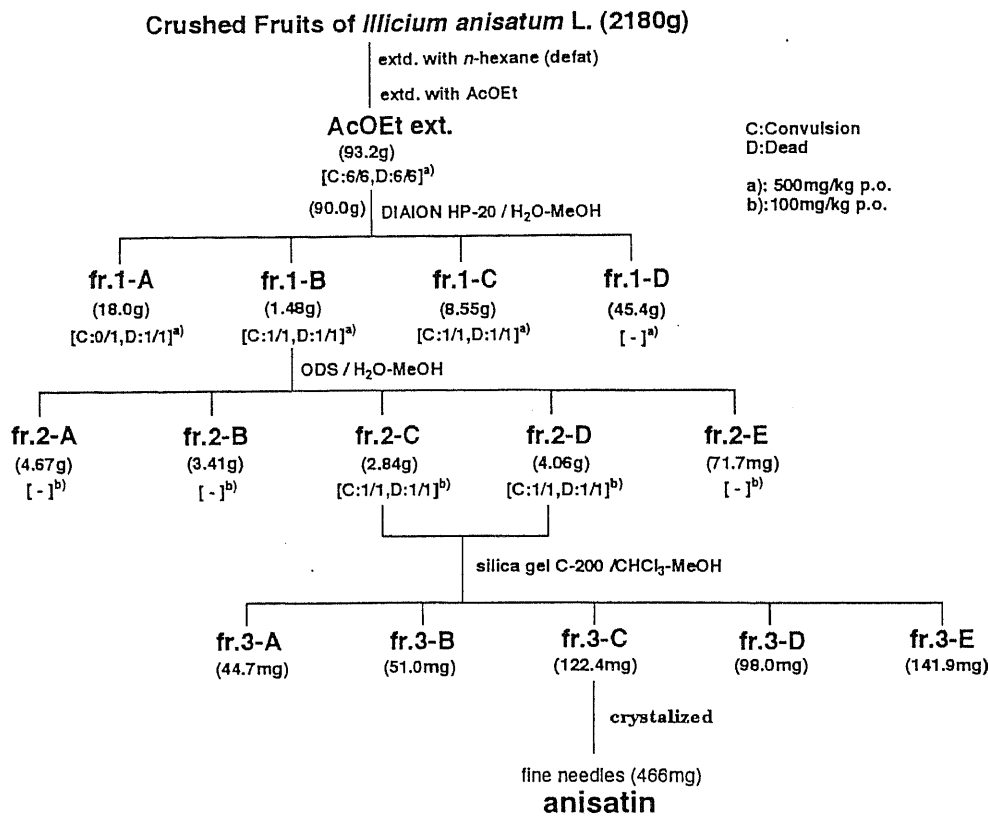 Crushed Fruits of Illicium anisatum L. (2180g)
extd. with n-hexane (defat)
extd. with AcOEt
AcOEt ext.
(93.2g)
[C:6/6,D:6/6]a)
C:Convulsion
D:Dead
a): 500mg/kg p.o.
b):100mg/kg p.o.
(90.0g) DIAION HP-20 / H2O-MeOH
fr.1-A fr.1-B fr.1-C fr.1-D
(18.0g) (1.48g) (8.55g) (45.4g)
[C:0/1,D:1/1]a) [C:1/1,D:1/1]a) [C:1/1,D:1/1]a) [ - ]a)
ODS / H2O-MeOH
fr.2-A fr.2-B fr.2-C fr.2-D fr.2-E
(4.67g) (3.41g) (2.84g) (4.06g) (71.7mg)
[ - ]b) [ - ]b) [C:1/1,D:1/1]b) [C:1/1,D:1/1]b) [ - ]b)
silica gel C-200 /CHCl3-MeOH
fr.3-A fr.3-B fr.3-C fr.3-D fr.3-E
(44.7mg) (51.0mg) (122.4mg) (98.0mg) (141.9mg)
crystalized
fine needles (466mg)
anisatin